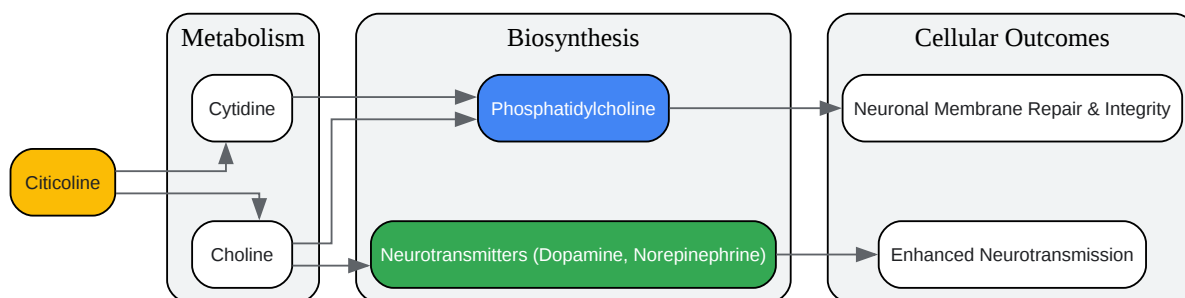 Metabolism
Biosynthesis
Cellular Outcomes
Cytidine
Phosphatidylcholine
Neuronal Membrane Repair & Integrity
Citicoline
Choline
Neurotransmitters (Dopamine, Norepinephrine)
Enhanced Neurotransmission